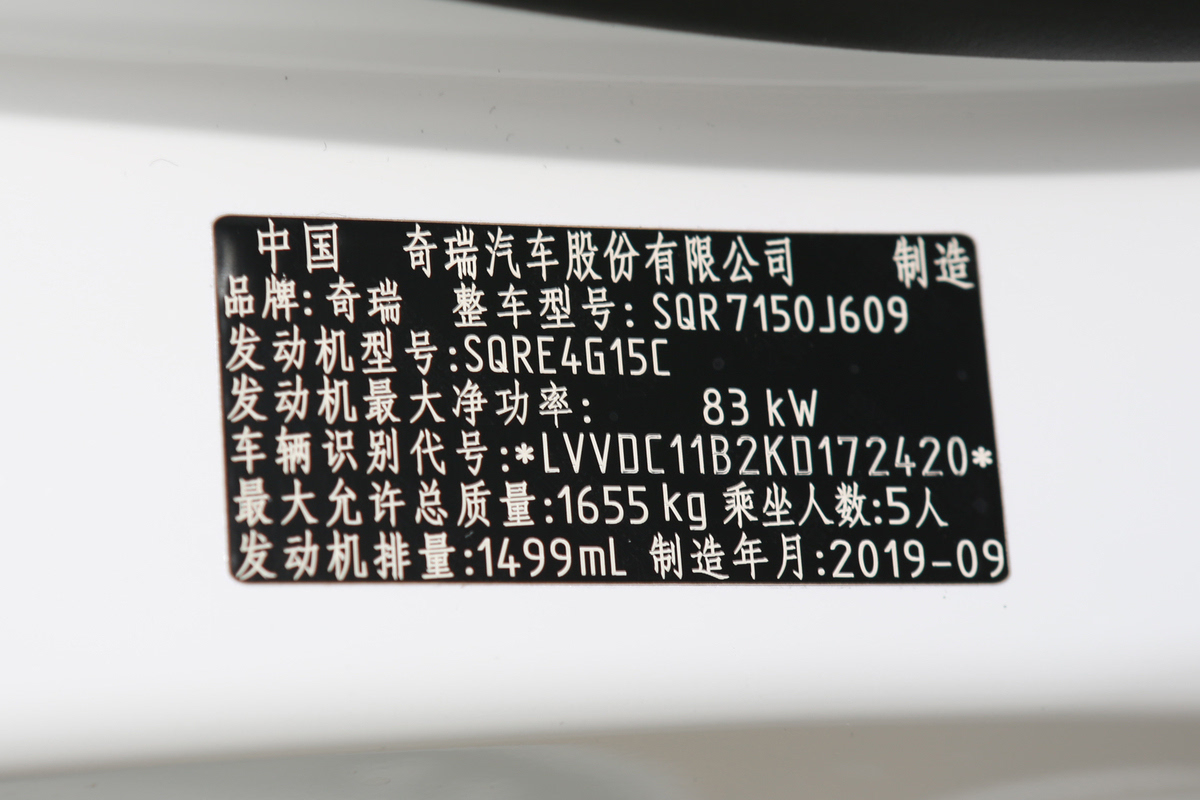 中国 奇瑞汽车股份有限公司 制造
品牌:奇瑞 整车型号:SQR7150J609
发动机型号:SQRE4G15C
发动机最大净功率: 83 kW
车辆识别代号:*LVVDC11B2KD172420*
最大允许总质量:1655 kg 乘坐人数:5人
发动机排量:1499mL 制造年月:2019-09